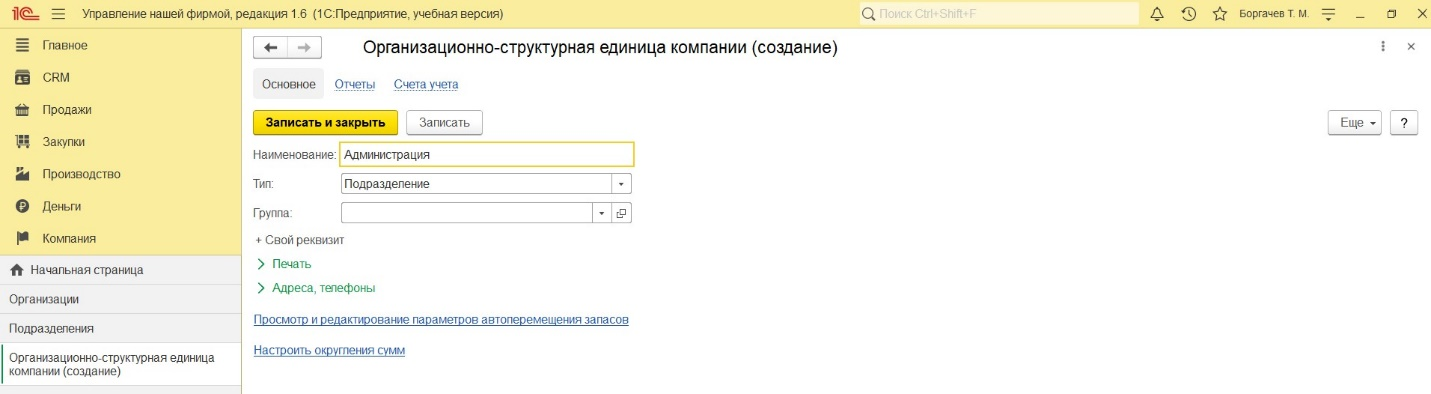 1С Управление нашей фирмой, редакция 1.6 (1С:Предприятие, учебная версия) Поиск Ctrl+Shift+F Боргачев Т. М.
Главное
CRM
Продажи
Закупки
Производство
Деньги
Компания
Начальная страница
Организации
Подразделения
Организационно-структурная единица
компании (создание)
Организационно-структурная единица компании (создание)
Основное Отчеты Счета учета
Записать и закрыть Записать Еще ?
Наименование: Администрация
Тип: Подразделение
Группа:
+ Свой реквизит
Печать
Адреса, телефоны
Просмотр и редактирование параметров автоперемещения запасов
Настроить округления сумм